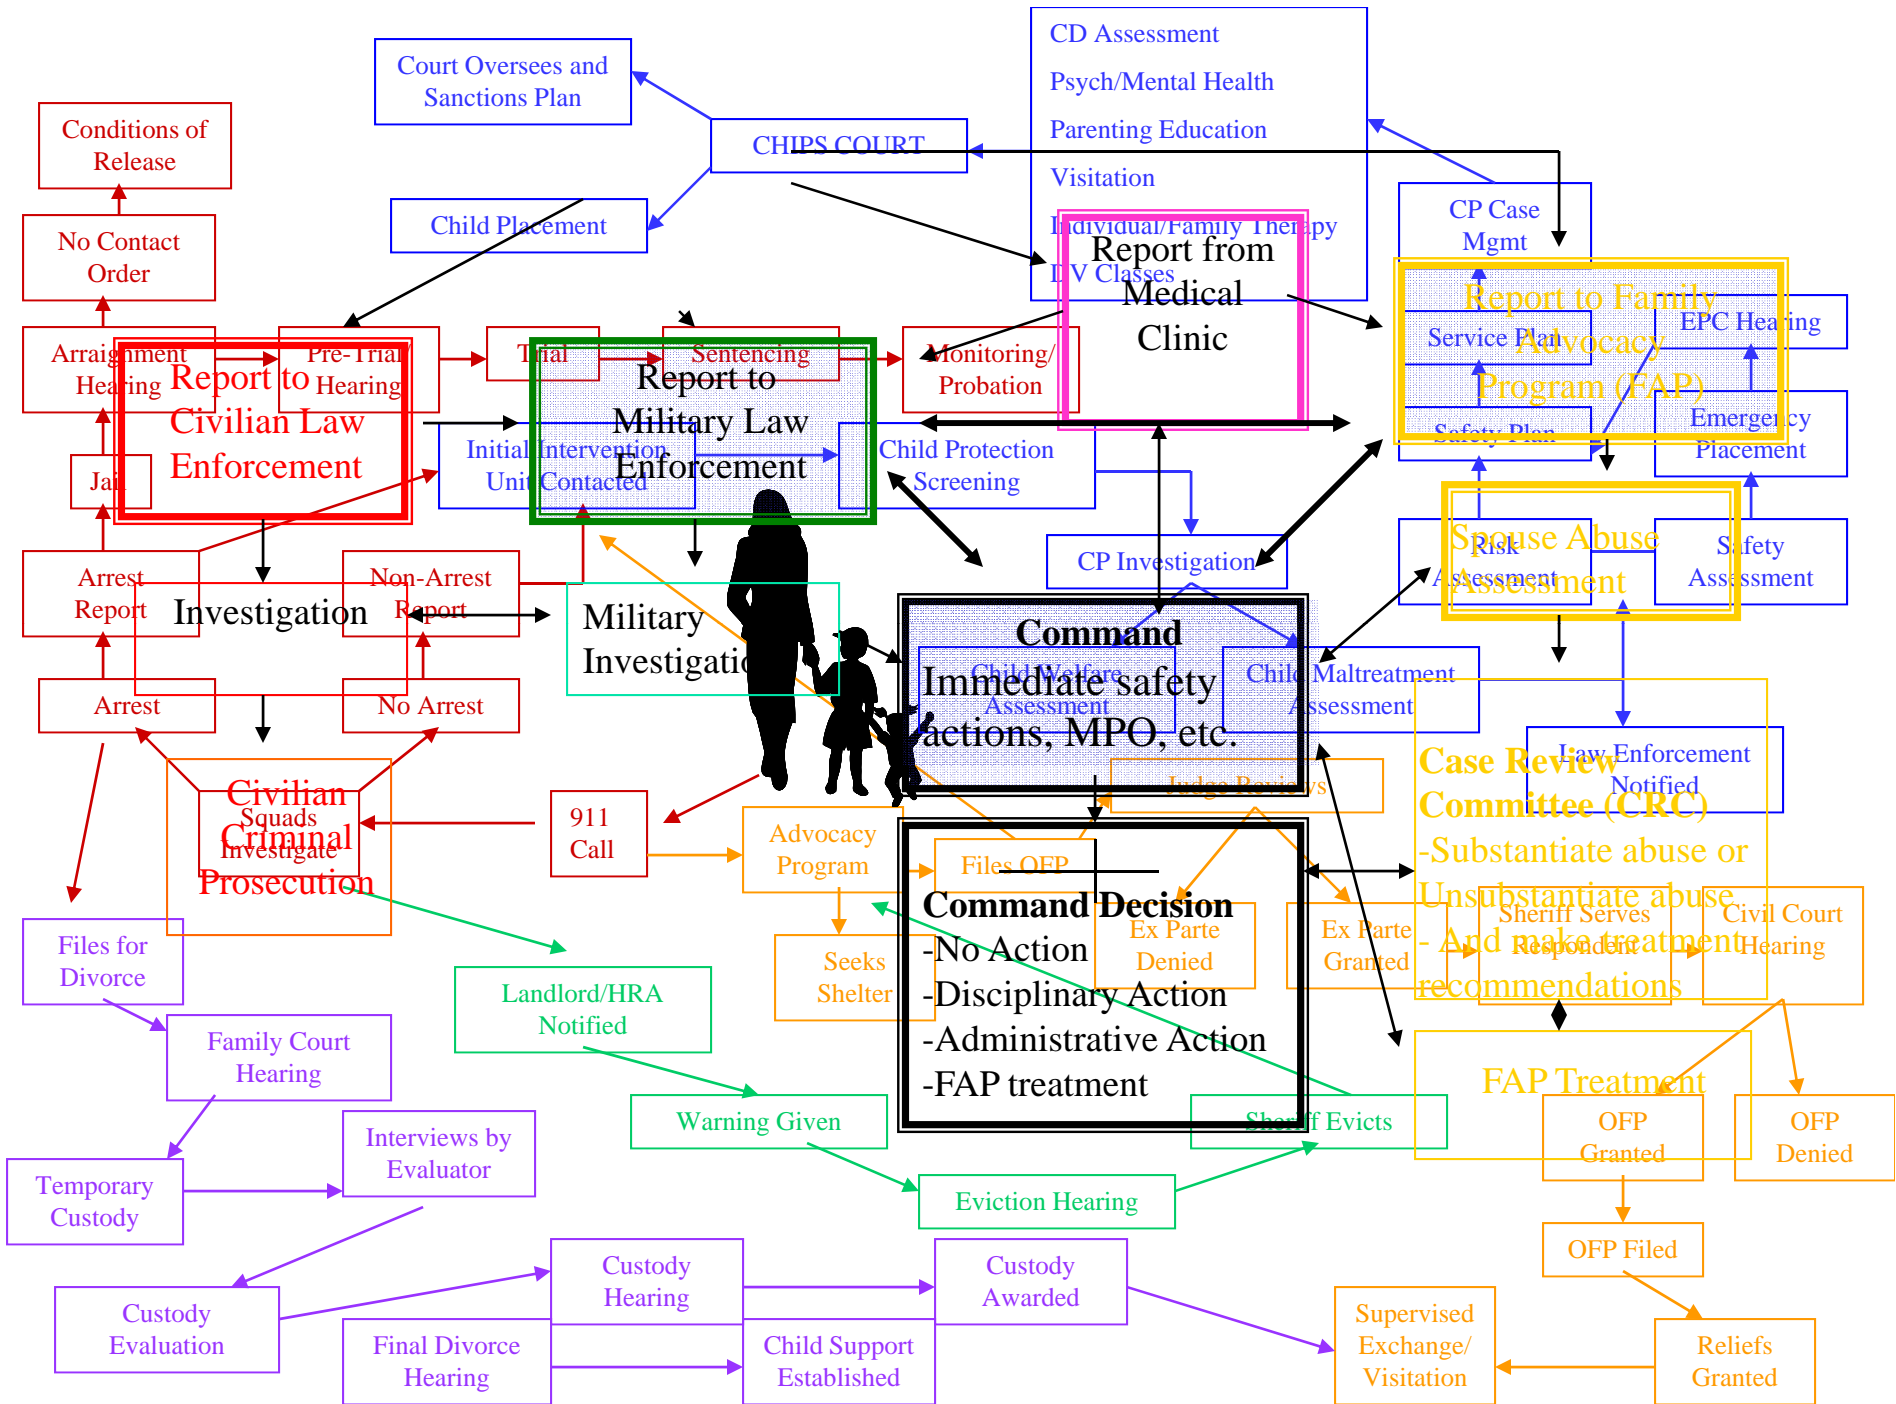 CD Assessment
Psych/Mental Health
Parenting Education
Visitation
Individual/Family Therapy
DV Classes
Court Oversees and
Sanctions Plan
CHIPS COURT
Child Placement
Conditions of
Release
No Contact
Order
CP Case
Mgmt
Report from
Medical
Clinic
Report to Family
Advocacy
Program (FAP)
Service Plan
EPC Hearing
Safety Plan
Emergency
Placement
Arraignment
Hearing
Pre-Trial/
Hearing
Trial
Sentencing
Monitoring/
Probation
Report to
Civilian Law
Enforcement
Report to
Military Law
Enforcement
Jail
Initial Intervention
Unit Contacted
Child Protection
Screening
CP Investigation
Spouse Abuse
Assessment
Risk
Assessment
Safety
Assessment
Arrest
Report
Non-Arrest
Report
Investigation
Military
Investigation
Command
Immediate safety
actions, MPO, etc.
Child Welfare
Assessment
Child Maltreatment
Assessment
Arrest
No Arrest
Law Enforcement
Notified
Case Review
Committee (CRC)
-Substantiate abuse or
Unsubstantiate abuse
- And make treatment
recommendations
Civilian
Criminal
Prosecution
Squads
Investigate
911
Call
Advocacy
Program
Files OFP
Judge Reviews
Command Decision
-No Action
-Disciplinary Action
-Administrative Action
-FAP treatment
Ex Parte
Denied
Ex Parte
Granted
Sheriff Serves
Respondent
Civil Court
Hearing
Seeks
Shelter
Files for
Divorce
Landlord/HRA
Notified
Family Court
Hearing
FAP Treatment
Warning Given
Sheriff Evicts
OFP
Granted
OFP
Denied
Interviews by
Evaluator
Temporary
Custody
Eviction Hearing
OFP Filed
Custody
Hearing
Custody
Awarded
Custody
Evaluation
Supervised
Exchange/
Visitation
Final Divorce
Hearing
Child Support
Established
Reliefs
Granted